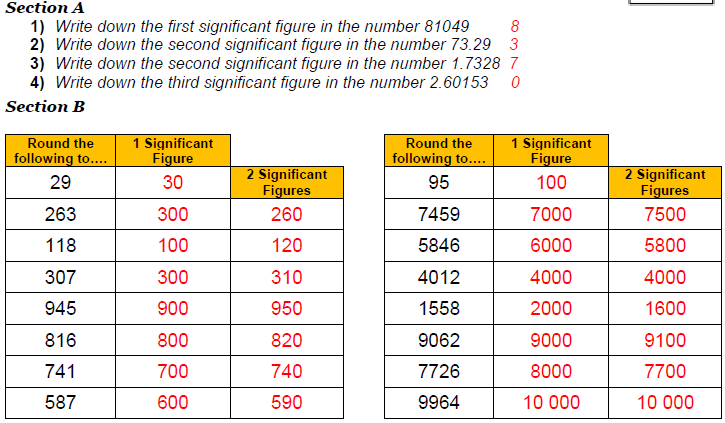 Section A
1) Write down the first significant figure in the number 81049 8
2) Write down the second significant figure in the number 73.29 3
3) Write down the second significant figure in the number 1.7328 7
4) Write down the third significant figure in the number 2.60153 0
Section B
Round the following to…. 1 Significant Figure
29 30 2 Significant Figures
263 300 260
118 100 120
307 300 310
945 900 950
816 800 820
741 700 740
587 600 590
Round the following to…. 1 Significant Figure
95 100 2 Significant Figures
7459 7000 7500
5846 6000 5800
4012 4000 4000
1558 2000 1600
9062 9000 9100
7726 8000 7700
9964 10 000 10 000